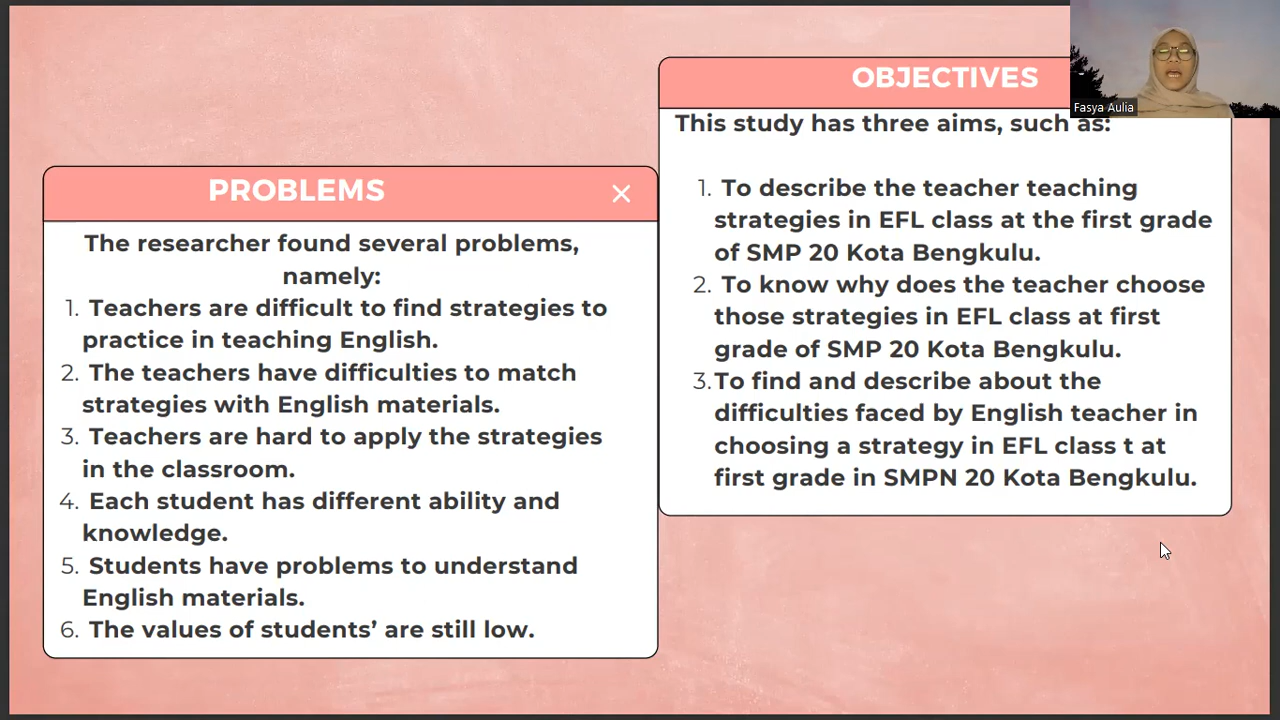 PROBLEMS
The researcher found several problems,
namely:
1. Teachers are difficult to find strategies to
practice in teaching English.
2. The teachers have difficulties to match
strategies with English materials.
3. Teachers are hard to apply the strategies
in the classroom.
4. Each student has different ability and
knowledge.
5. Students have problems to understand
English materials.
6. The values of students’ are still low.
OBJECTIVES
This study has three aims, such as:
1. To describe the teacher teaching
strategies in EFL class at the first grade
of SMP 20 Kota Bengkulu.
2. To know why does the teacher choose
those strategies in EFL class at first
grade of SMP 20 Kota Bengkulu.
3. To find and describe about the
difficulties faced by English teacher in
choosing a strategy in EFL class t at
first grade in SMPN 20 Kota Bengkulu.
Fasya Aulia